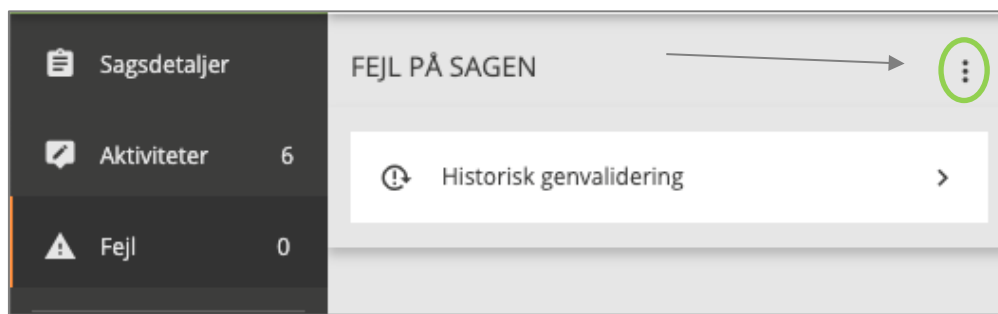 Sagsdetaljer
FEJL PÅ SAGEN
Aktiviteter 6
Historisk genvalidering
Fejl 0